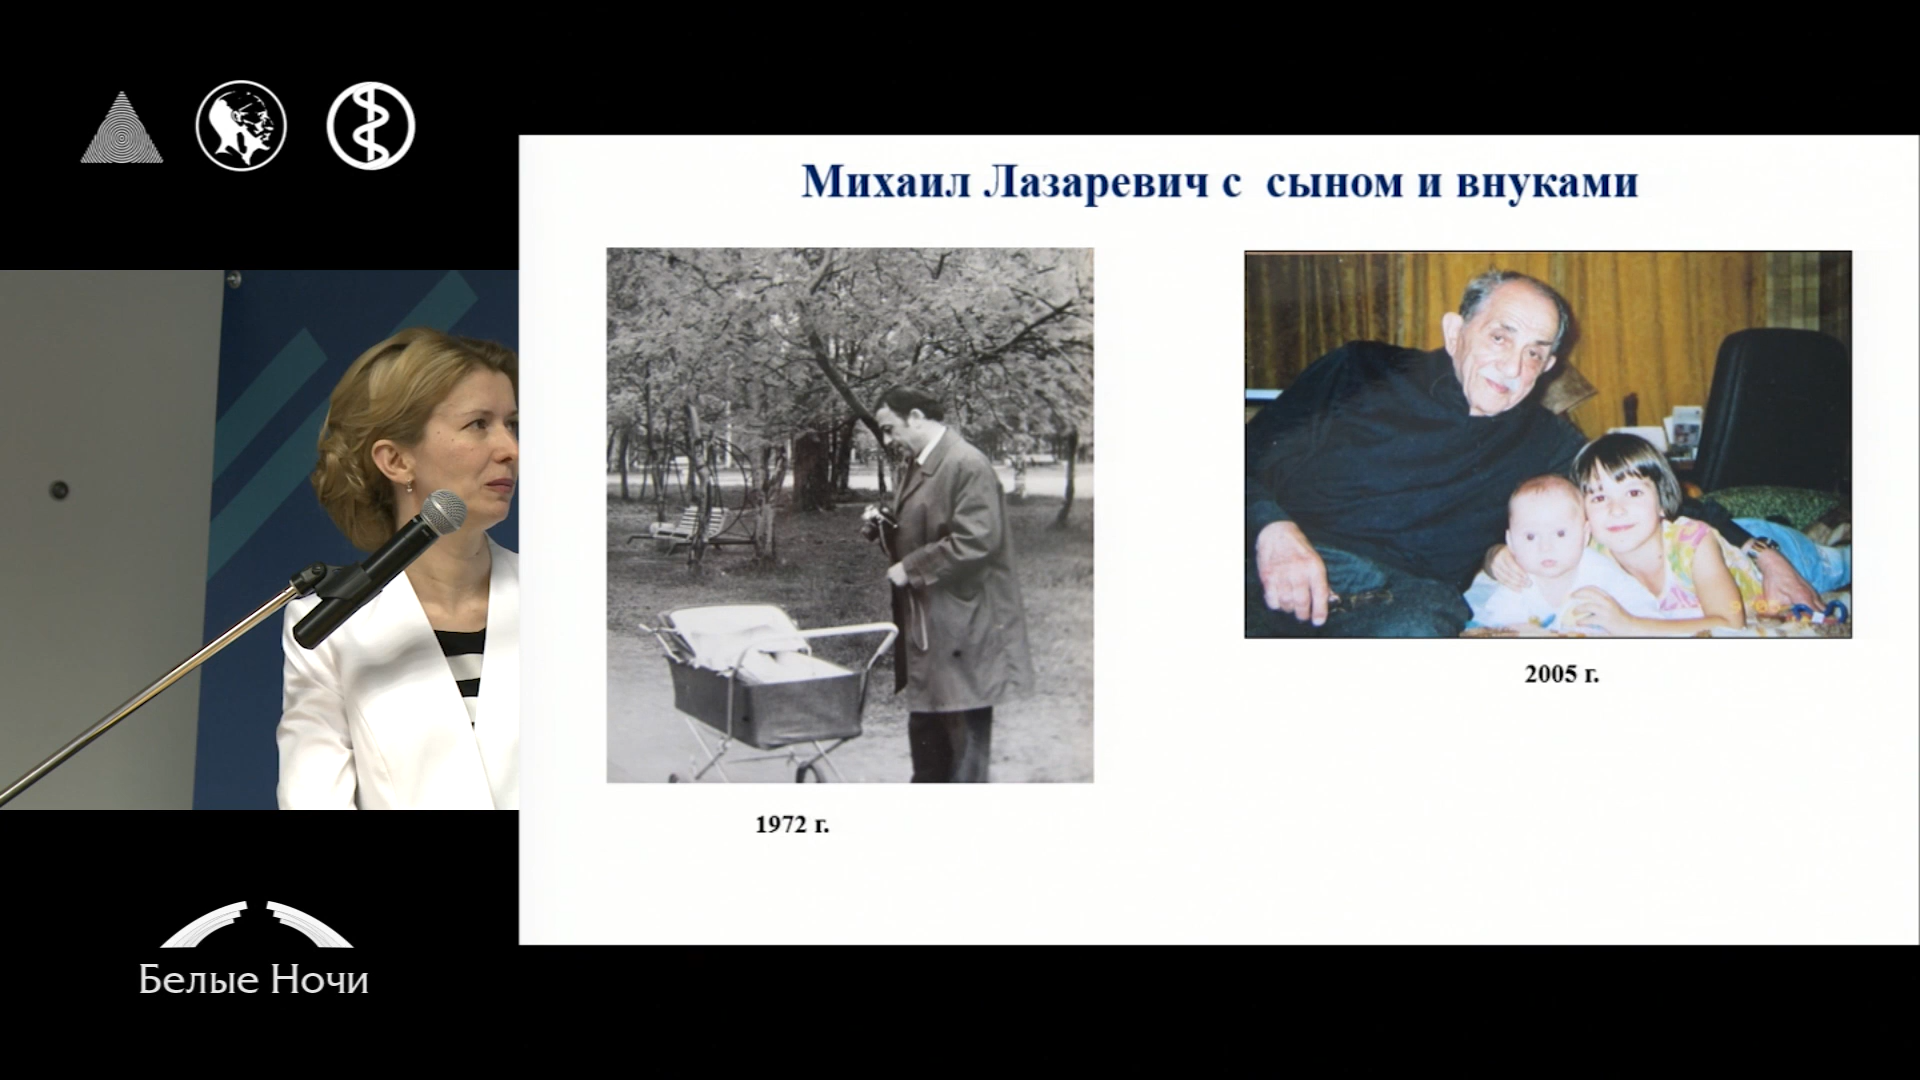 Михаил Лазаревич с сыном и внуками
1972 г.
2005 г.
Белые Ночи